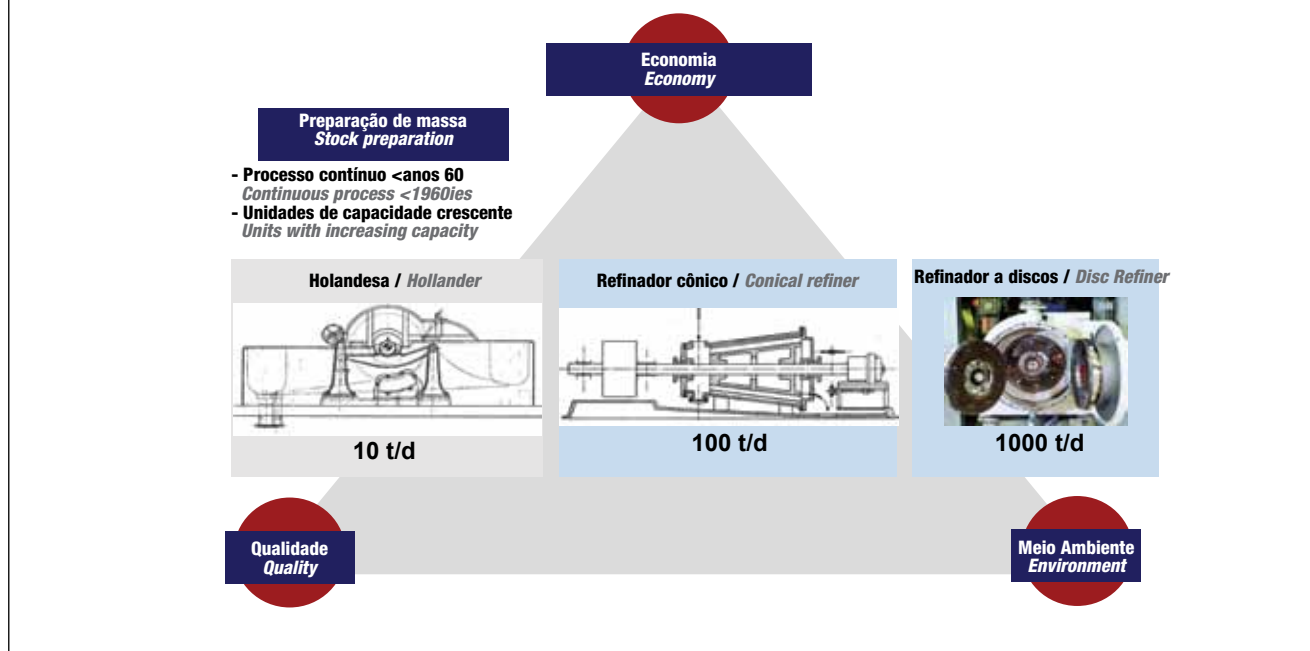 Economia
Economy
Preparação de massa
Stock preparation
- Processo contínuo <anos 60
Continuous process <1960ies
- Unidades de capacidade crescente
Units with increasing capacity
Holandesa / Hollander
Refinador cônico / Conical refiner
Refinador a discos / Disc Refiner
10 t/d
100 t/d
1000 t/d
Qualidade
Quality
Meio Ambiente
Environment